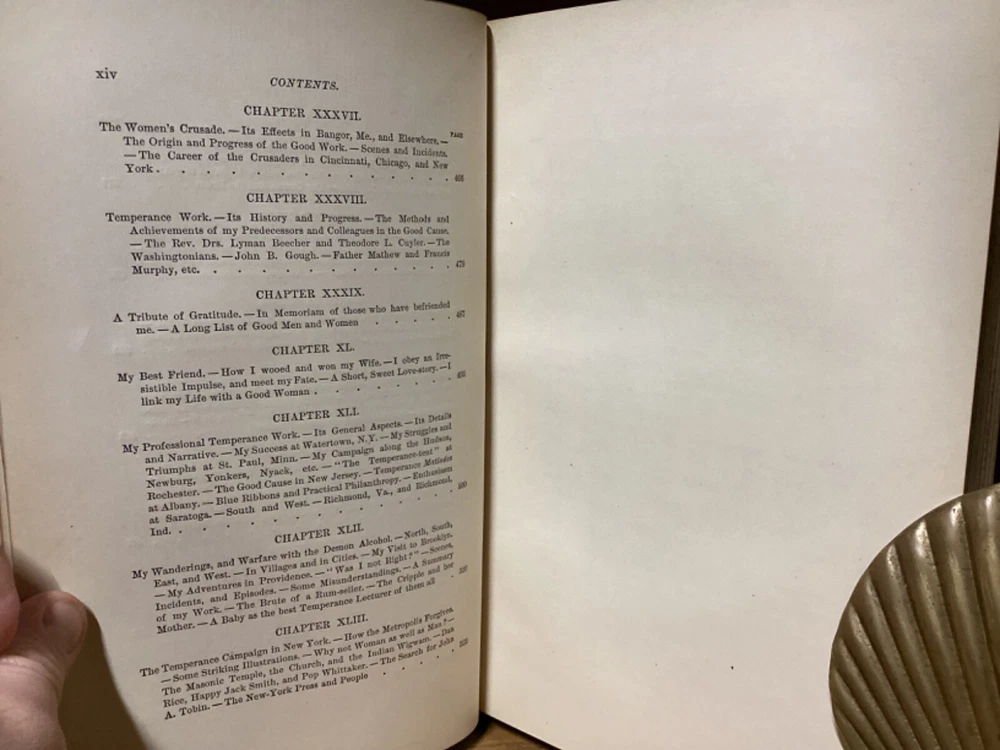 xiv
CONTENTS.
CHAPTER XXXVII.
PAGE
The Women's Crusade. — Its Effects in Bangor, Me., and Elsewhere. —
The Origin and Progress of the Good Work. — Scenes and Incidents.
— The Career of the Crusaders in Cincinnati, Chicago, and New
York . . . . . . . . . . . . .
CHAPTER XXXVIII.
Temperance Work. — Its History and Progress. — The Methods and
Achievements of my Predecessors and Colleagues in the Good Cause.
— The Rev. Drs. Lyman Beecher and Theodore L. Cuyler. — The
Washingtonians. — John B. Gough. — Father Mathew and Francis
Murphy, etc. . . . . . . . . . . . . 479
CHAPTER XXXIX.
A Tribute of Gratitude. — In Memoriam of those who have befriended
me. — A Long List of Good Men and Women . . . . . 487
CHAPTER XL.
My Best Friend. — How I wooed and won my Wife. — I obey an Irre-
sistible Impulse, and meet my Fate. — A Short, Sweet Love-story. — I
link my Life with a Good Woman . . . . . . .
CHAPTER XLI.
My Professional Temperance Work. — Its General Aspects. — Its Details
and Narrative. — My Success at Watertown, N.Y. — My Struggles and
Triumphs at St. Paul, Minn. — My Campaign along the Hudson,
Newburg, Yonkers, Nyack, etc. — "The Temperance-tent" at
Rochester. — The Good Cause in New Jersey. — Temperance Matinées
at Albany. — Blue Ribbons and Practical Philanthropy. — Enthusiasm
at Saratoga. — South and West. — Richmond, Va., and Richmond,
Ind. . . . . . . . . . . . .
CHAPTER XLII.
My Wanderings, and Warfare with the Demon Alcohol. — North, South,
East, and West. — In Villages and in Cities. — My Visit to Brooklyn.
— My Adventures in Providence. — "Was I not Right?" — Scenes,
Incidents, and Episodes. — Some Misunderstandings. — A Summary
of my Work. — The Brute of a Rum-seller. — The Cripple and her
Mother. — A Baby as the best Temperance Lecturer of them all .
CHAPTER XLIII.
The Temperance Campaign in New York. — How the Metropolis Forgives.
— Some Striking Illustrations. — Why not Woman as well as Man? —
The Masonic Temple, the Church, and the Indian Wigwam. — Dan
Rice, Happy Jack Smith, and Pop Whittaker. — The Search for John
A. Tobin. — The New-York Press and People . . . . .